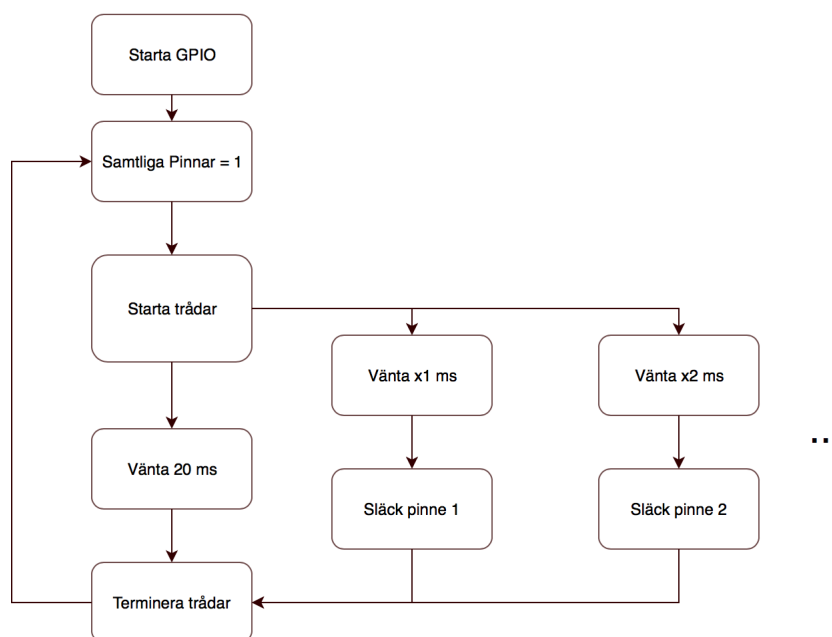 Starta GPIO
Samtliga Pinnar = 1
Starta trådar
Vänta x1 ms
Vänta x2 ms
..
Vänta 20 ms
Släck pinne 1
Släck pinne 2
Terminera trådar